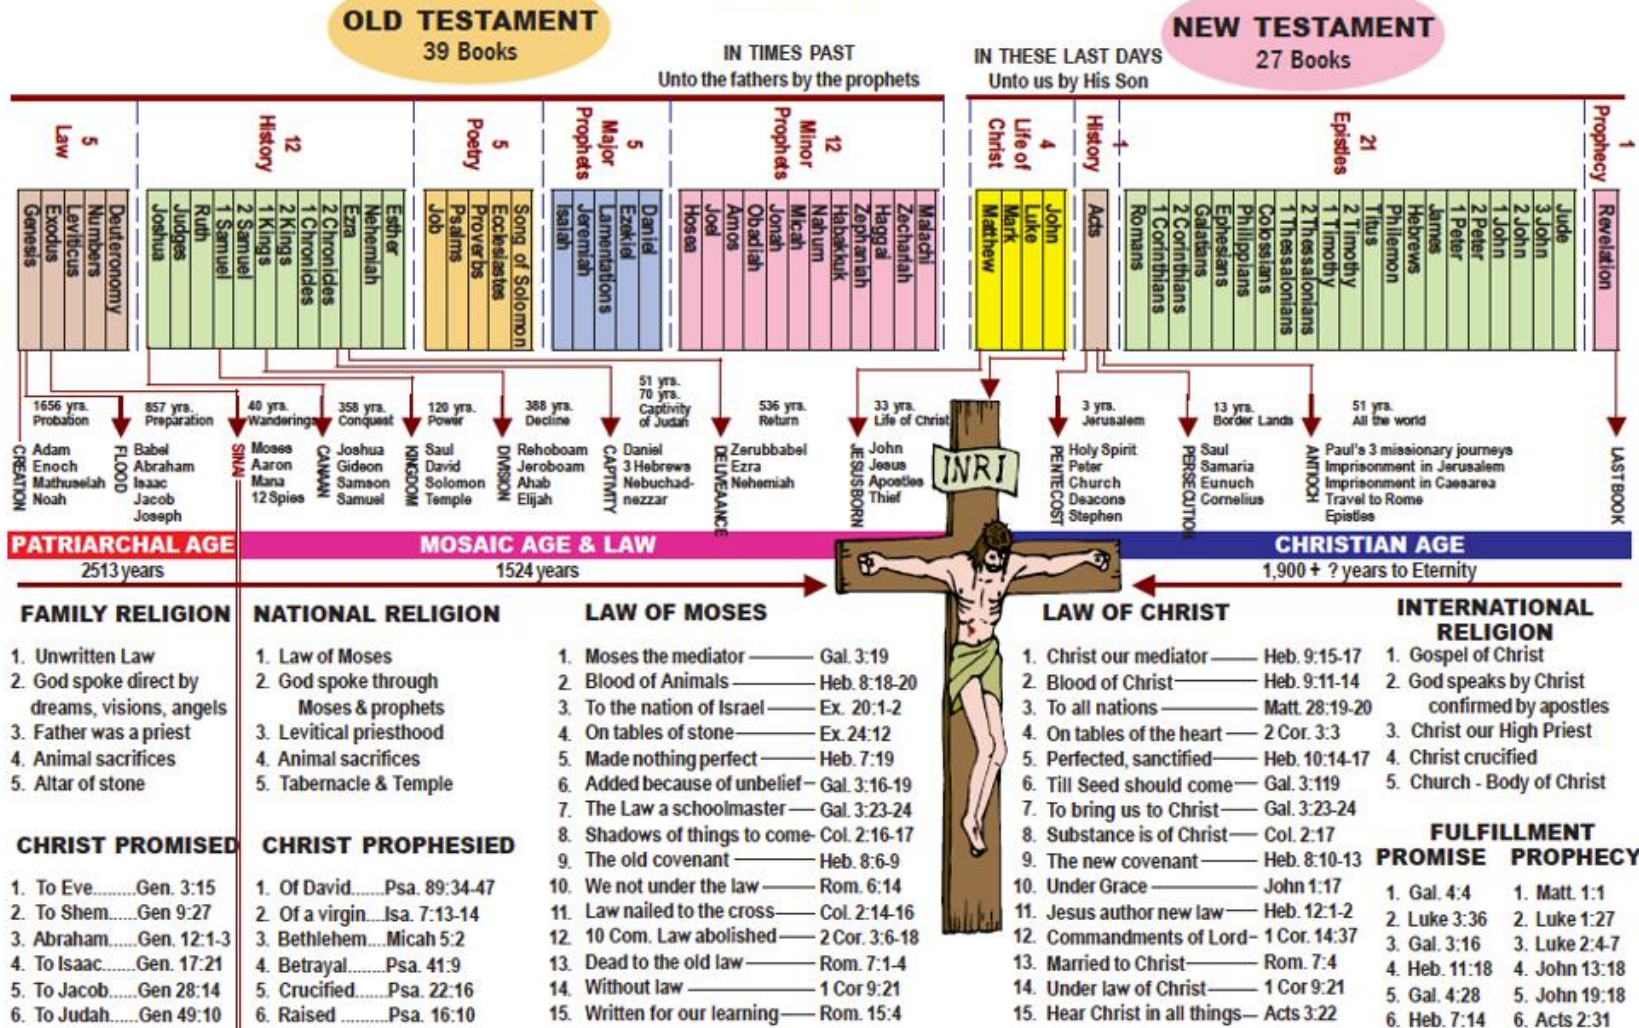 OLD TESTAMENT
39 Books
IN TIMES PAST
Unto the fathers by the prophets
IN THESE LAST DAYS
Unto us by His Son
NEW TESTAMENT
27 Books
5
Law
12
History
5
Poetry
5
Major
Prophets
12
Minor
Prophets
4
Life of
Christ
1
History
21
Epistles
1
Prophecy
Genesis
Exodus
Leviticus
Numbers
Deuteronomy
Joshua
Judges
Ruth
1 Samuel
2 Samuel
1 Kings
2 Kings
1 Chronicles
2 Chronicles
Ezra
Nehemiah
Esther
Job
Psalms
Proverbs
Ecclesiastes
Song of Solomon
Isaiah
Jeremiah
Lamentations
Ezekiel
Daniel
Hosea
Joel
Amos
Obadiah
Jonah
Micah
Nahum
Habakkuk
Zephaniah
Haggai
Zechariah
Malachi
Matthew
Mark
Luke
John
Acts
Romans
1 Corinthians
2 Corinthians
Galatians
Ephesians
Philippians
Colossians
1 Thessalonians
2 Thessalonians
1 Timothy
2 Timothy
Titus
Philemon
Hebrews
James
1 Peter
2 Peter
1 John
2 John
3 John
Jude
Revelation
CREATION
1656 yrs.
Probation
Adam
Enoch
Mathuselah
Noah
FLOOD
857 yrs.
Preparation
Babel
Abraham
Isaac
Jacob
Joseph
SINAI
40 yrs.
Wanderings
Moses
Aaron
Mana
12 Spies
CANAAN
358 yrs.
Conquest
Joshua
Gideon
Samson
Samuel
KINGDOM
120 yrs.
Power
Saul
David
Solomon
Temple
DIVISION
388 yrs.
Decline
Rehoboam
Jeroboam
Ahab
Elijah
CAPTIVITY
51 yrs.
70 yrs.
Captivity
of Judah
Daniel
3 Hebrews
Nebuchad-
nezzar
DELIVEAANCE
536 yrs.
Return
Zerubbabel
Ezra
Nehemiah
JESUS BORN
33 yrs.
Life of Christ
John
Jesus
Apostles
Thief
INRI
PENTECOST
3 yrs.
Jerusalem
Holy Spirit
Peter
Church
Deacons
Stephen
PERSECUTION
13 yrs.
Border Lands
Saul
Samaria
Eunuch
Cornelius
ANTIOCH
51 yrs.
All the world
Paul's 3 missionary journeys
Imprisonment in Jerusalem
Imprisonment in Caesarea
Travel to Rome
Epistles
LAST BOOK
PATRIARCHAL AGE
2513 years
MOSAIC AGE & LAW
1524 years
CHRISTIAN AGE
1,900 + ? years to Eternity
FAMILY RELIGION
1. Unwritten Law
2. God spoke direct by
dreams, visions, angels
3. Father was a priest
4. Animal sacrifices
5. Altar of stone
CHRIST PROMISED
1. To Eve.........Gen. 3:15
2. To Shem......Gen 9:27
3. Abraham......Gen. 12:1-3
4. To Isaac.......Gen. 17:21
5. To Jacob......Gen 28:14
6. To Judah......Gen 49:10
NATIONAL RELIGION
1. Law of Moses
2. God spoke through
Moses & prophets
3. Levitical priesthood
4. Animal sacrifices
5. Tabernacle & Temple
CHRIST PROPHESIED
1. Of David.......Psa. 89:34-47
2. Of a virgin....Isa. 7:13-14
3. Bethlehem....Micah 5:2
4. Betrayal........Psa. 41:9
5. Crucified.......Psa. 22:16
6. Raised ..........Psa. 16:10
LAW OF MOSES
1. Moses the mediator — Gal. 3:19
2. Blood of Animals — Heb. 8:18-20
3. To the nation of Israel — Ex. 20:1-2
4. On tables of stone — Ex. 24:12
5. Made nothing perfect — Heb. 7:19
6. Added because of unbelief – Gal. 3:16-19
7. The Law a schoolmaster — Gal. 3:23-24
8. Shadows of things to come- Col. 2:16-17
9. The old covenant — Heb. 8:6-9
10. We not under the law — Rom. 6:14
11. Law nailed to the cross — Col. 2:14-16
12. 10 Com. Law abolished — 2 Cor. 3:6-18
13. Dead to the old law — Rom. 7:1-4
14. Without law — 1 Cor 9:21
15. Written for our learning — Rom. 15:4
LAW OF CHRIST
1. Christ our mediator — Heb. 9:15-17
2. Blood of Christ — Heb. 9:11-14
3. To all nations — Matt. 28:19-20
4. On tables of the heart — 2 Cor. 3:3
5. Perfected, sanctified — Heb. 10:14-17
6. Till Seed should come — Gal. 3:119
7. To bring us to Christ — Gal. 3:23-24
8. Substance is of Christ — Col. 2:17
9. The new covenant — Heb. 8:10-13
10. Under Grace — John 1:17
11. Jesus author new law — Heb. 12:1-2
12. Commandments of Lord – 1 Cor. 14:37
13. Married to Christ — Rom. 7:4
14. Under law of Christ — 1 Cor 9:21
15. Hear Christ in all things — Acts 3:22
INTERNATIONAL
RELIGION
1. Gospel of Christ
2. God speaks by Christ
confirmed by apostles
3. Christ our High Priest
4. Christ crucified
5. Church - Body of Christ
FULFILLMENT
PROMISE
1. Gal. 4:4
2. Luke 3:36
3. Gal. 3:16
4. Heb. 11:18
5. Gal. 4:28
6. Heb. 7:14
PROPHECY
1. Matt. 1:1
2. Luke 1:27
3. Luke 2:4-7
4. John 13:18
5. John 19:18
6. Acts 2:31